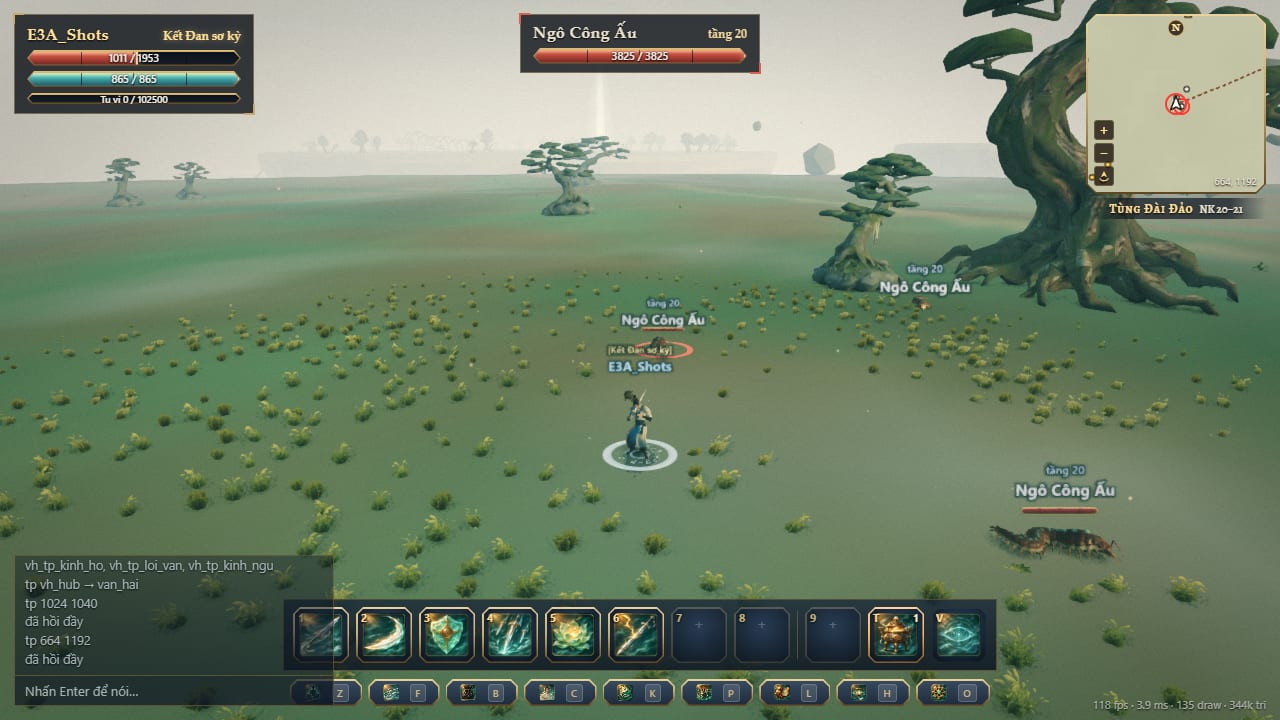 E3A_Shots
Kết Đan sơ kỳ
1011 / 1953
865 / 865
Tu vi 0 / 102500
Ngô Công Ấu
tầng 20
3825 / 3825
N
+
−
664, 1192
Tùng Đài Đảo NK 20–21
tầng 20
Ngô Công Ấu
tầng 20
Ngô Công Ấu
[Kết Đan sơ kỳ]
E3A_Shots
tầng 20
Ngô Công Ấu
vh_tp_kinh_ho, vh_tp_loi_van, vh_tp_kinh_ngu
tp vh_hub → van_hai
tp 1024 1040
đã hồi đầy
tp 664 1192
đã hồi đầy
Nhấn Enter để nói...
1 2 3 4 5 6 7 + 8 + 9 + T 1 V
Z F B C K P L H O
118 fps · 3.9 ms · 135 draw · 344k tri